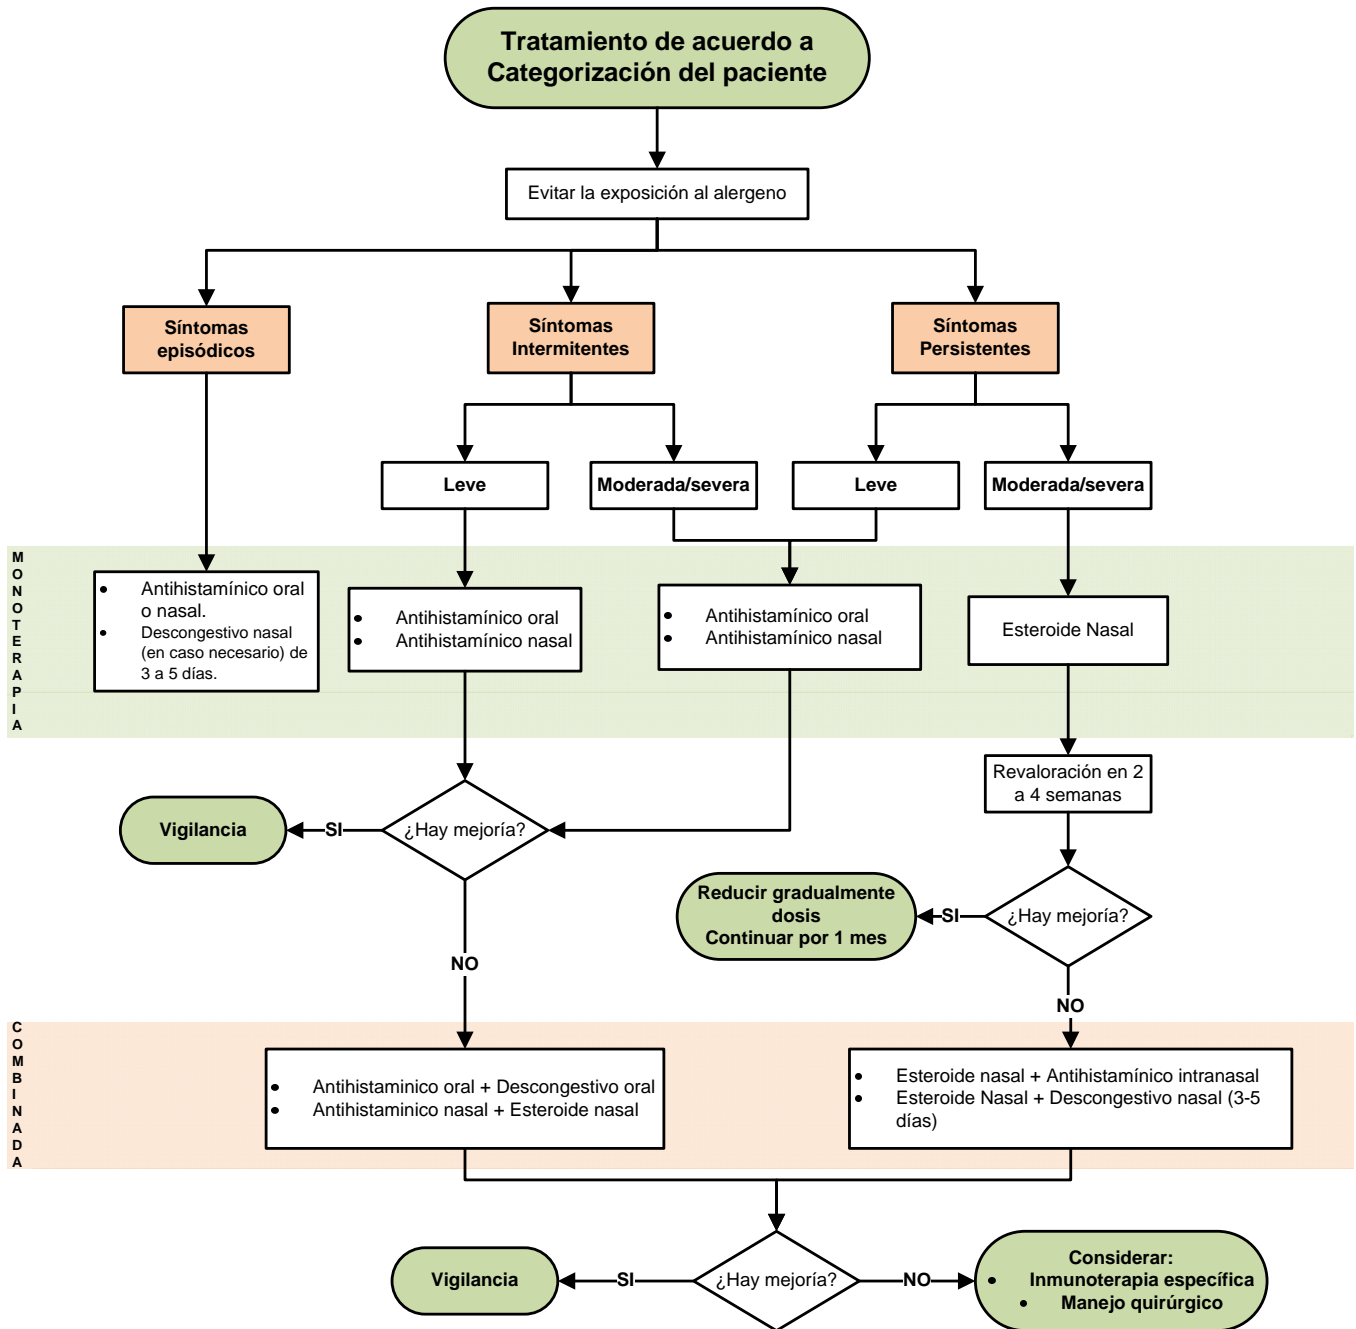 Tratamiento de acuerdo a
Categorización del paciente
Evitar la exposición al alergeno
Síntomas
episódicos
Síntomas
Intermitentes
Síntomas
Persistentes
Leve
Moderada/severa
Leve
Moderada/severa
MONOTERAPIA
• Antihistamínico oral
o nasal.
• Descongestivo nasal
(en caso necesario) de
3 a 5 días.
• Antihistamínico oral
• Antihistamínico nasal
• Antihistamínico oral
• Antihistamínico nasal
Esteroide Nasal
Revaloración en 2
a 4 semanas
Vigilancia
SI
¿Hay mejoría?
Reducir gradualmente
dosis
Continuar por 1 mes
SI
¿Hay mejoría?
NO
NO
COMBINADA
• Antihistaminico oral + Descongestivo oral
• Antihistaminico nasal + Esteroide nasal
• Esteroide nasal + Antihistamínico intranasal
• Esteroide Nasal + Descongestivo nasal (3-5
días)
Vigilancia
SI
¿Hay mejoría?
NO
Considerar:
• Inmunoterapia específica
• Manejo quirúrgico